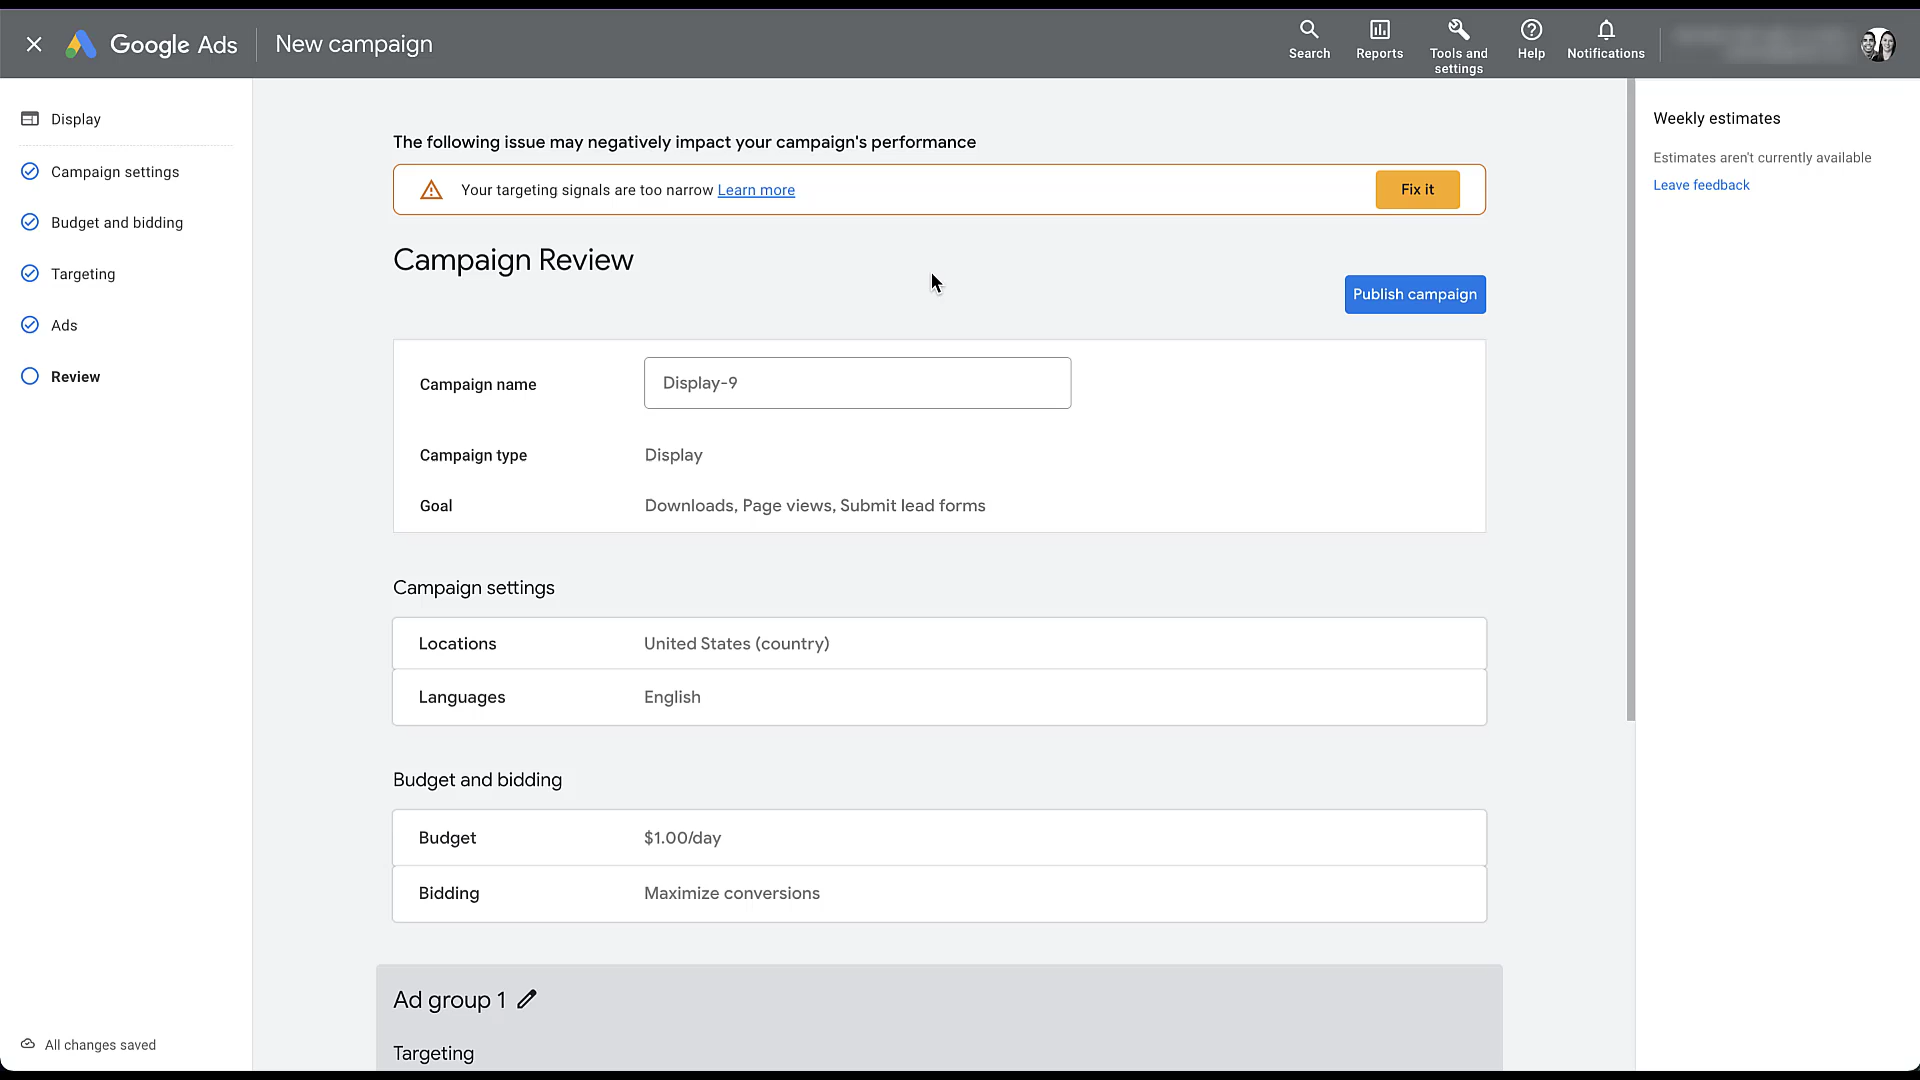 Google Ads
New campaign
Search
Reports
Tools and
settings
Help
Notifications
Display
Campaign settings
Budget and bidding
Targeting
Ads
Review
All changes saved
The following issue may negatively impact your campaign's performance
Your targeting signals are too narrow Learn more
Fix it
Campaign Review
Publish campaign
Campaign name
Display-9
Campaign type
Display
Goal
Downloads, Page views, Submit lead forms
Campaign settings
Locations
United States (country)
Languages
English
Budget and bidding
Budget
$1.00/day
Bidding
Maximize conversions
Ad group 1
Targeting
Weekly estimates
Estimates aren't currently available
Leave feedback